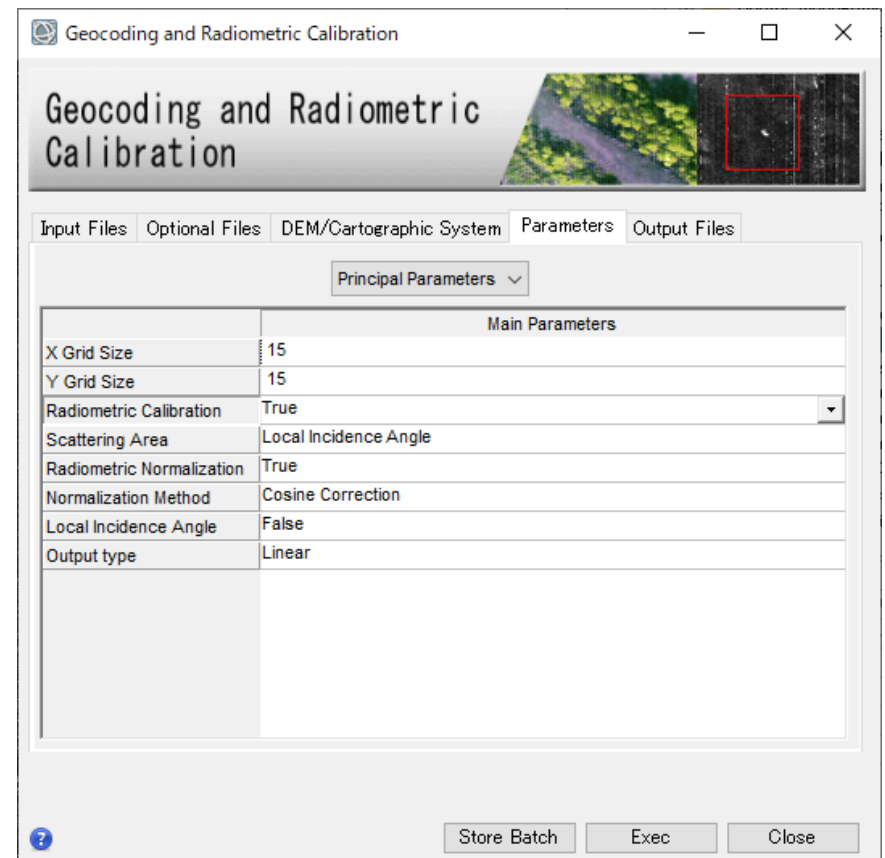 Geocoding and Radiometric Calibration
Geocoding and Radiometric
Calibration
Input Files Optional Files DEM/Cartographic System Parameters Output Files
Principal Parameters
Main Parameters
X Grid Size 15
Y Grid Size 15
Radiometric Calibration True
Scattering Area Local Incidence Angle
Radiometric Normalization True
Normalization Method Cosine Correction
Local Incidence Angle False
Output type Linear
? Store Batch Exec Close